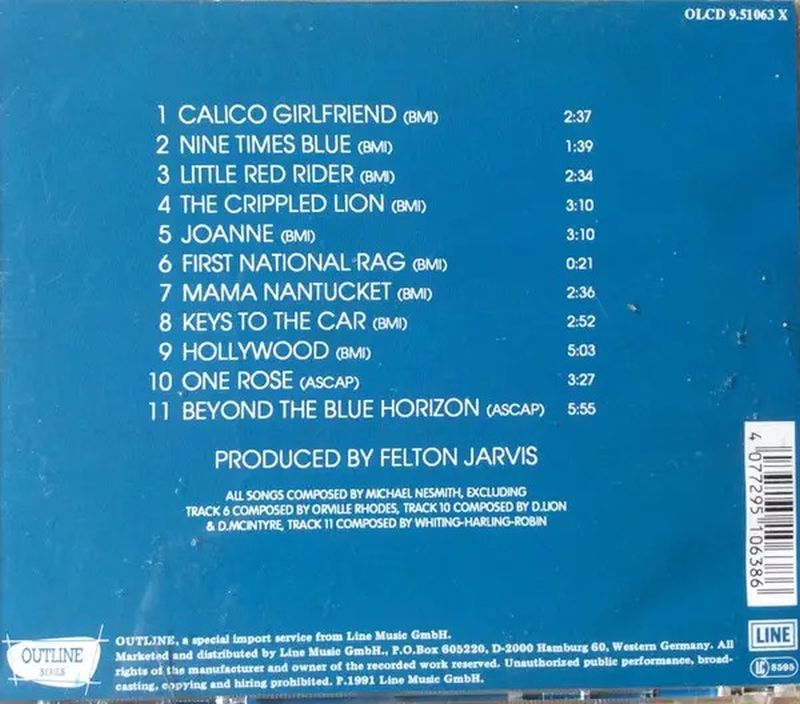 OLCD 9.51063 X
1 CALICO GIRLFRIEND (BMI) 2:37
2 NINE TIMES BLUE (BMI) 1:39
3 LITTLE RED RIDER (BMI) 2:34
4 THE CRIPPLED LION (BMI) 3:10
5 JOANNE (BMI) 3:10
6 FIRST NATIONAL RAG (BMI) 0:21
7 MAMA NANTUCKET (BMI) 2:36
8 KEYS TO THE CAR (BMI) 2:52
9 HOLLYWOOD (BMI) 5:03
10 ONE ROSE (ASCAP) 3:27
11 BEYOND THE BLUE HORIZON (ASCAP) 5:55
PRODUCED BY FELTON JARVIS
ALL SONGS COMPOSED BY MICHAEL NESMITH, EXCLUDING
TRACK 6 COMPOSED BY ORVILLE RHODES, TRACK 10 COMPOSED BY D.LION
& D.MCINTYRE, TRACK 11 COMPOSED BY WHITING-HARLING-ROBIN
4 077295 106386
LINE
LC 8595
OUTLINE
SERIES
OUTLINE, a special import service from Line Music GmbH.
Marketed and distributed by Line Music GmbH., P.O.Box 605220, D-2000 Hamburg 60, Western Germany. All
rights of the manufacturer and owner of the recorded work reserved. Unauthorized public performance, broad-
casting, copying and hiring prohibited. P.1991 Line Music GmbH.